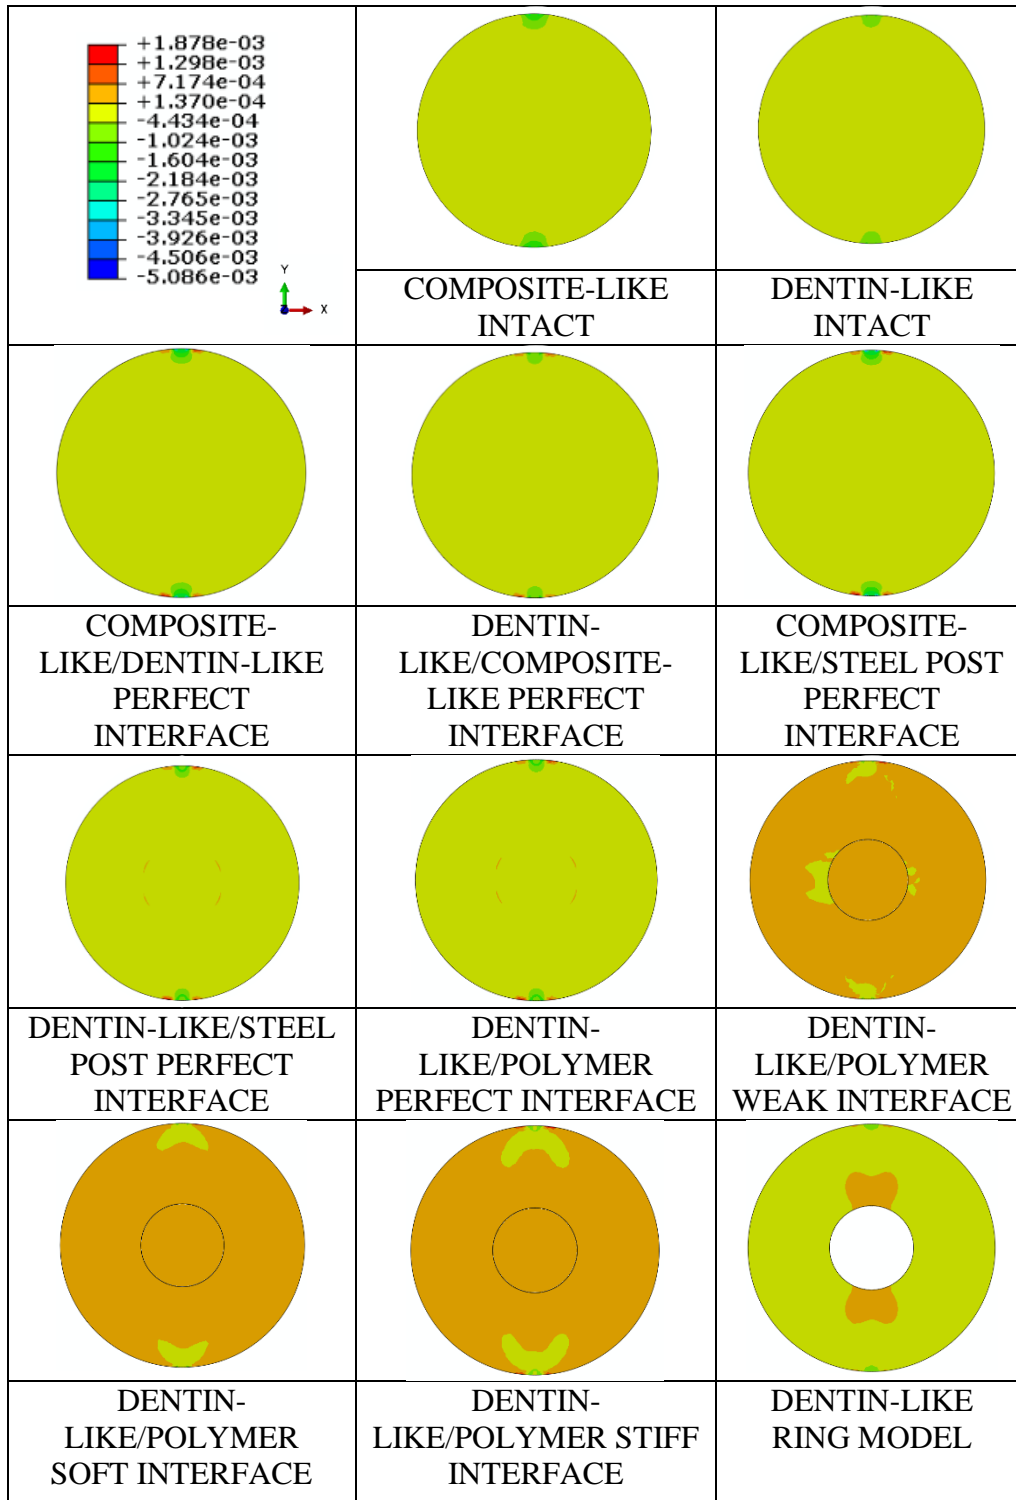 +1.878e-03
+1.298e-03
+7.174e-04
+1.370e-04
-4.434e-04
-1.024e-03
-1.604e-03
-2.184e-03
-2.765e-03
-3.345e-03
-3.926e-03
-4.506e-03
-5.086e-03
Y
X
COMPOSITE-LIKE
INTACT
DENTIN-LIKE
INTACT
COMPOSITE-
LIKE/DENTIN-LIKE
PERFECT
INTERFACE
DENTIN-
LIKE/COMPOSITE-
LIKE PERFECT
INTERFACE
COMPOSITE-
LIKE/STEEL POST
PERFECT
INTERFACE
DENTIN-LIKE/STEEL
POST PERFECT
INTERFACE
DENTIN-
LIKE/POLYMER
PERFECT INTERFACE
DENTIN-
LIKE/POLYMER
WEAK INTERFACE
DENTIN-
LIKE/POLYMER
SOFT INTERFACE
DENTIN-
LIKE/POLYMER STIFF
INTERFACE
DENTIN-LIKE
RING MODEL